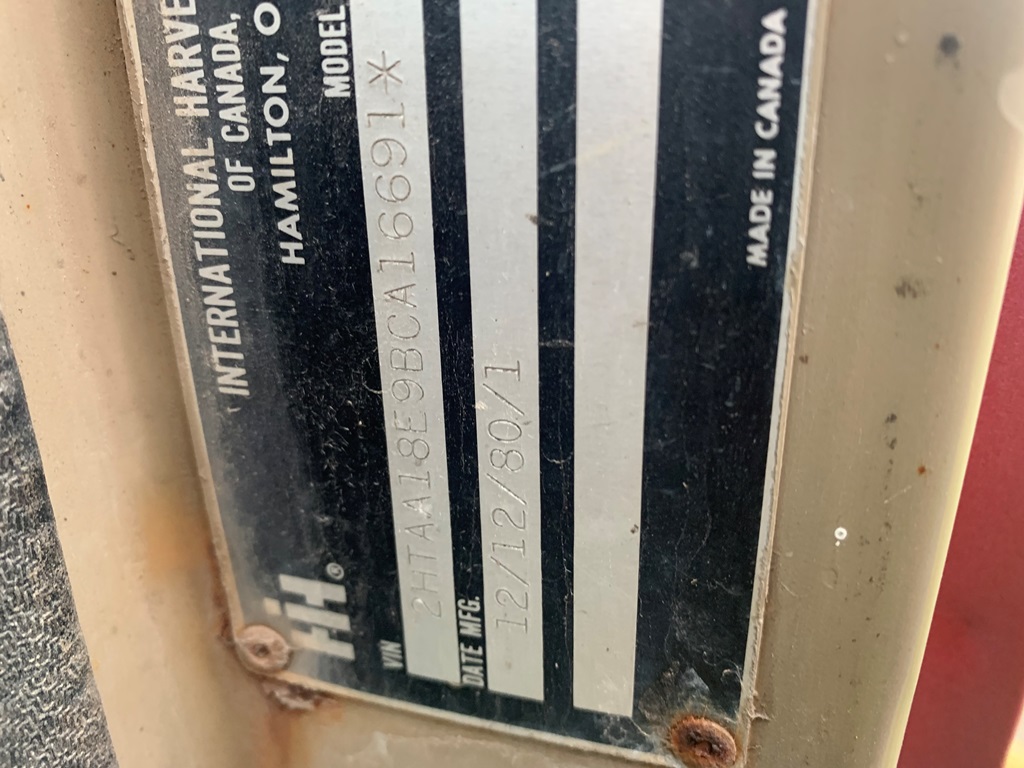 INTERNATIONAL HARVE
OF CANADA,
HAMILTON, O
IH®
MODEL
VIN 2HTAA18E9BCA16691*
DATE MFG. 12/12/80/1
MADE IN CANADA